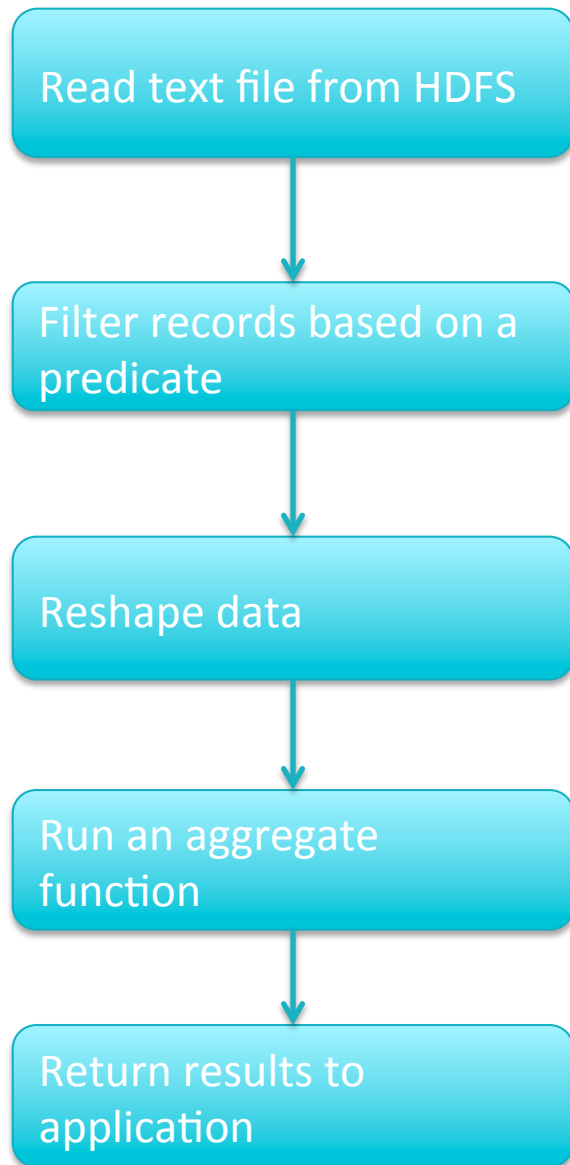 Read text file from HDFS
Filter records based on a
predicate
Reshape data
Run an aggregate
function
Return results to
application